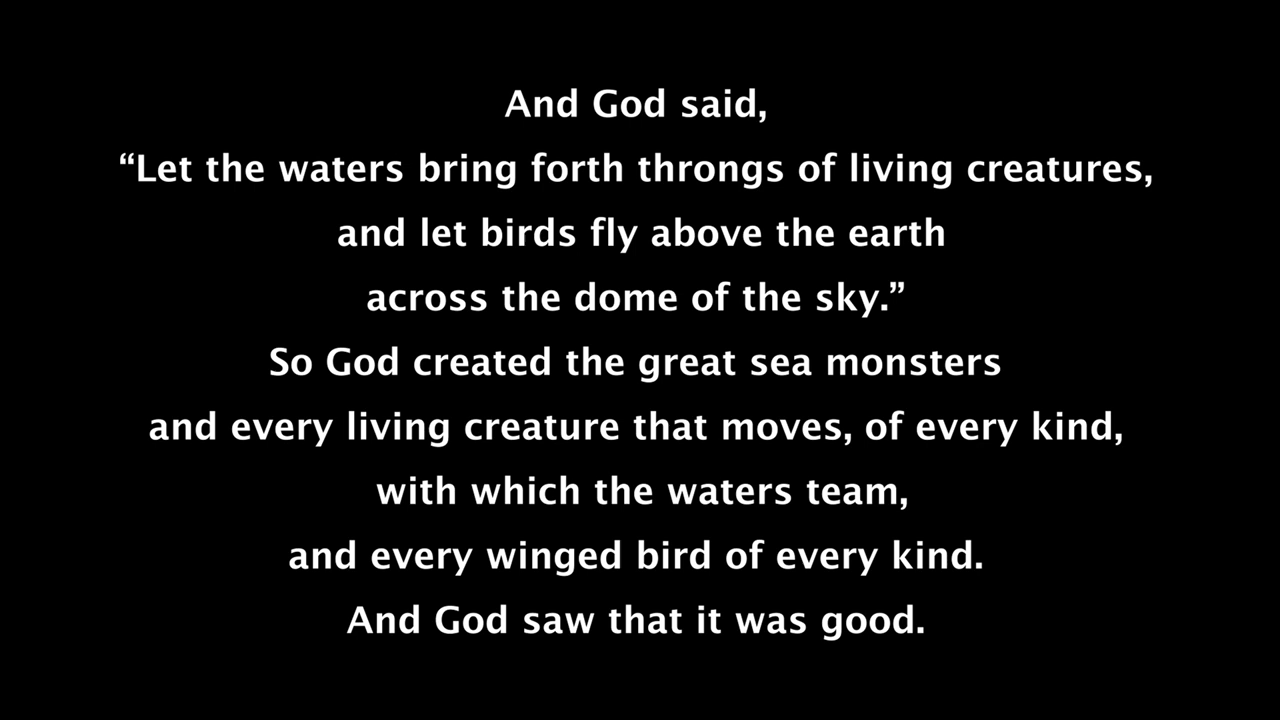 And God said,
“Let the waters bring forth throngs of living creatures,
and let birds fly above the earth
across the dome of the sky.”
So God created the great sea monsters
and every living creature that moves, of every kind,
with which the waters team,
and every winged bird of every kind.
And God saw that it was good.